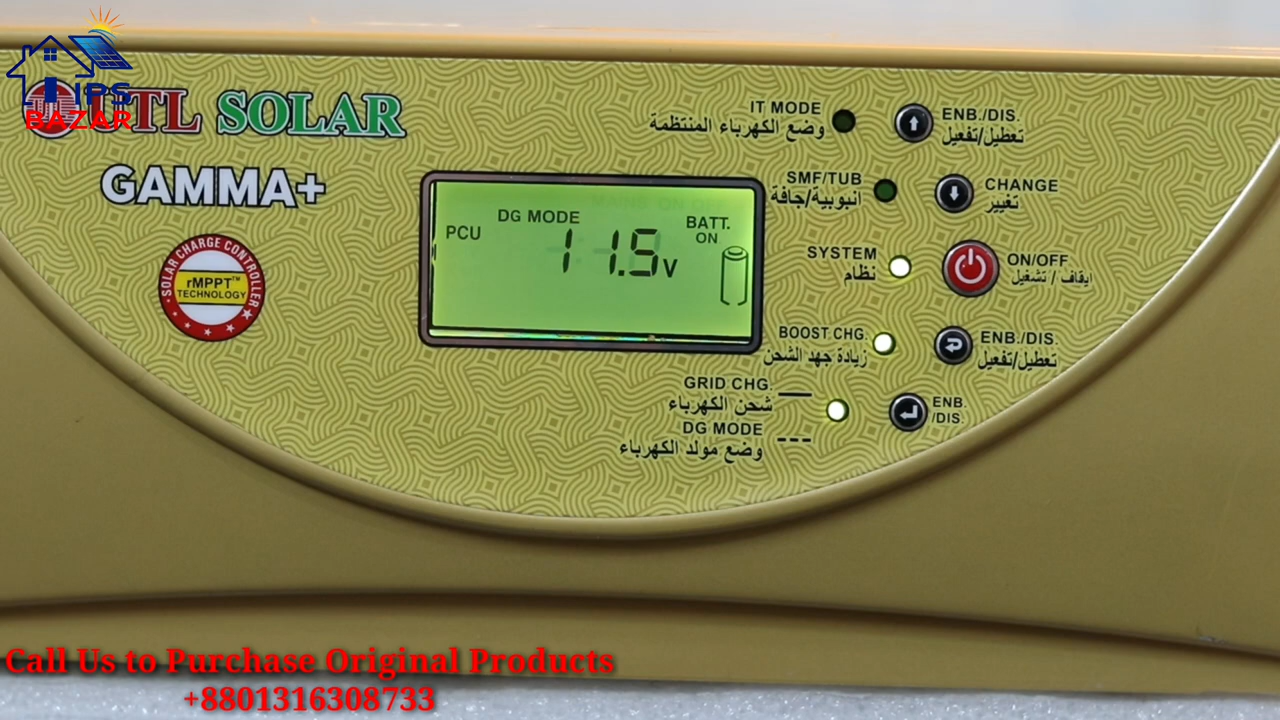 IPS
BAZAR
UTL SOLAR
GAMMA+
SOLAR CHARGE CONTROLLER
rMPPT™
TECHNOLOGY
DG MODE
PCU
11.5v
BATT.
ON
IT MODE
وضع الكهرباء المنتظمة
ENB./DIS.
تعطيل/تفعيل
SMF/TUB
انبوبية/جافة
CHANGE
تغيير
SYSTEM
نظام
ON/OFF
ايقاف / تشغيل
BOOST CHG.
زيادة جهد الشحن
ENB./DIS.
تعطيل/تفعيل
GRID CHG.
شحن الكهرباء
DG MODE
وضع مولد الكهرباء
ENB.
/DIS.
Call Us to Purchase Original Products
+8801316308733